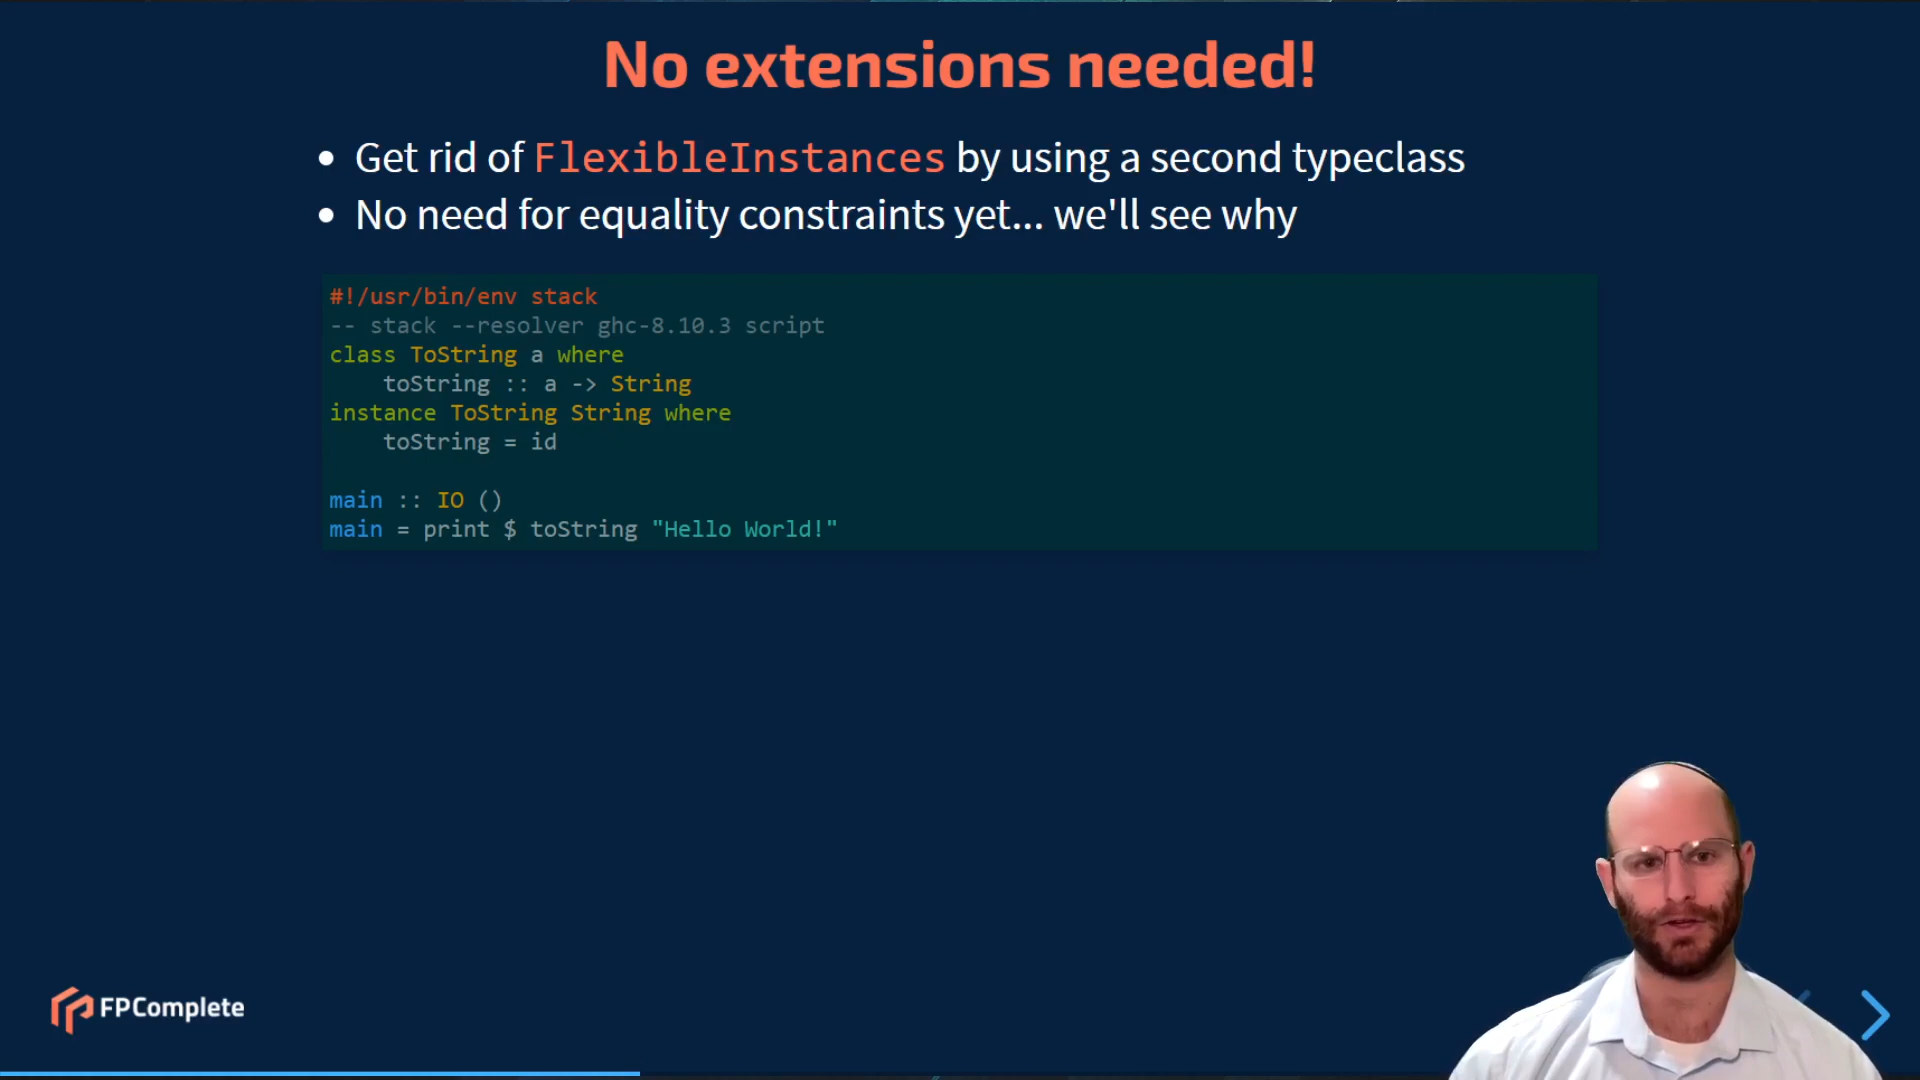 No extensions needed!
• Get rid of FlexibleInstances by using a second typeclass
• No need for equality constraints yet... we'll see why
#!/usr/bin/env stack
-- stack --resolver ghc-8.10.3 script
class ToString a where
    toString :: a -> String
instance ToString String where
    toString = id

main :: IO ()
main = print $ toString "Hello World!"
FPComplete